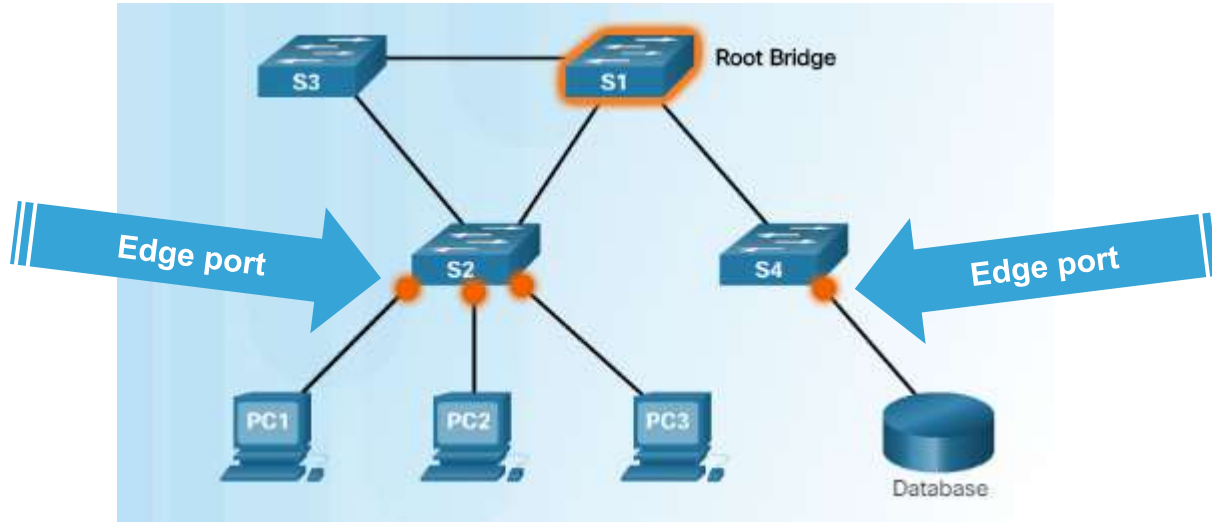 Root Bridge
S3
S1
Edge port
S2
S4
Edge port
PC1
PC2
PC3
Database